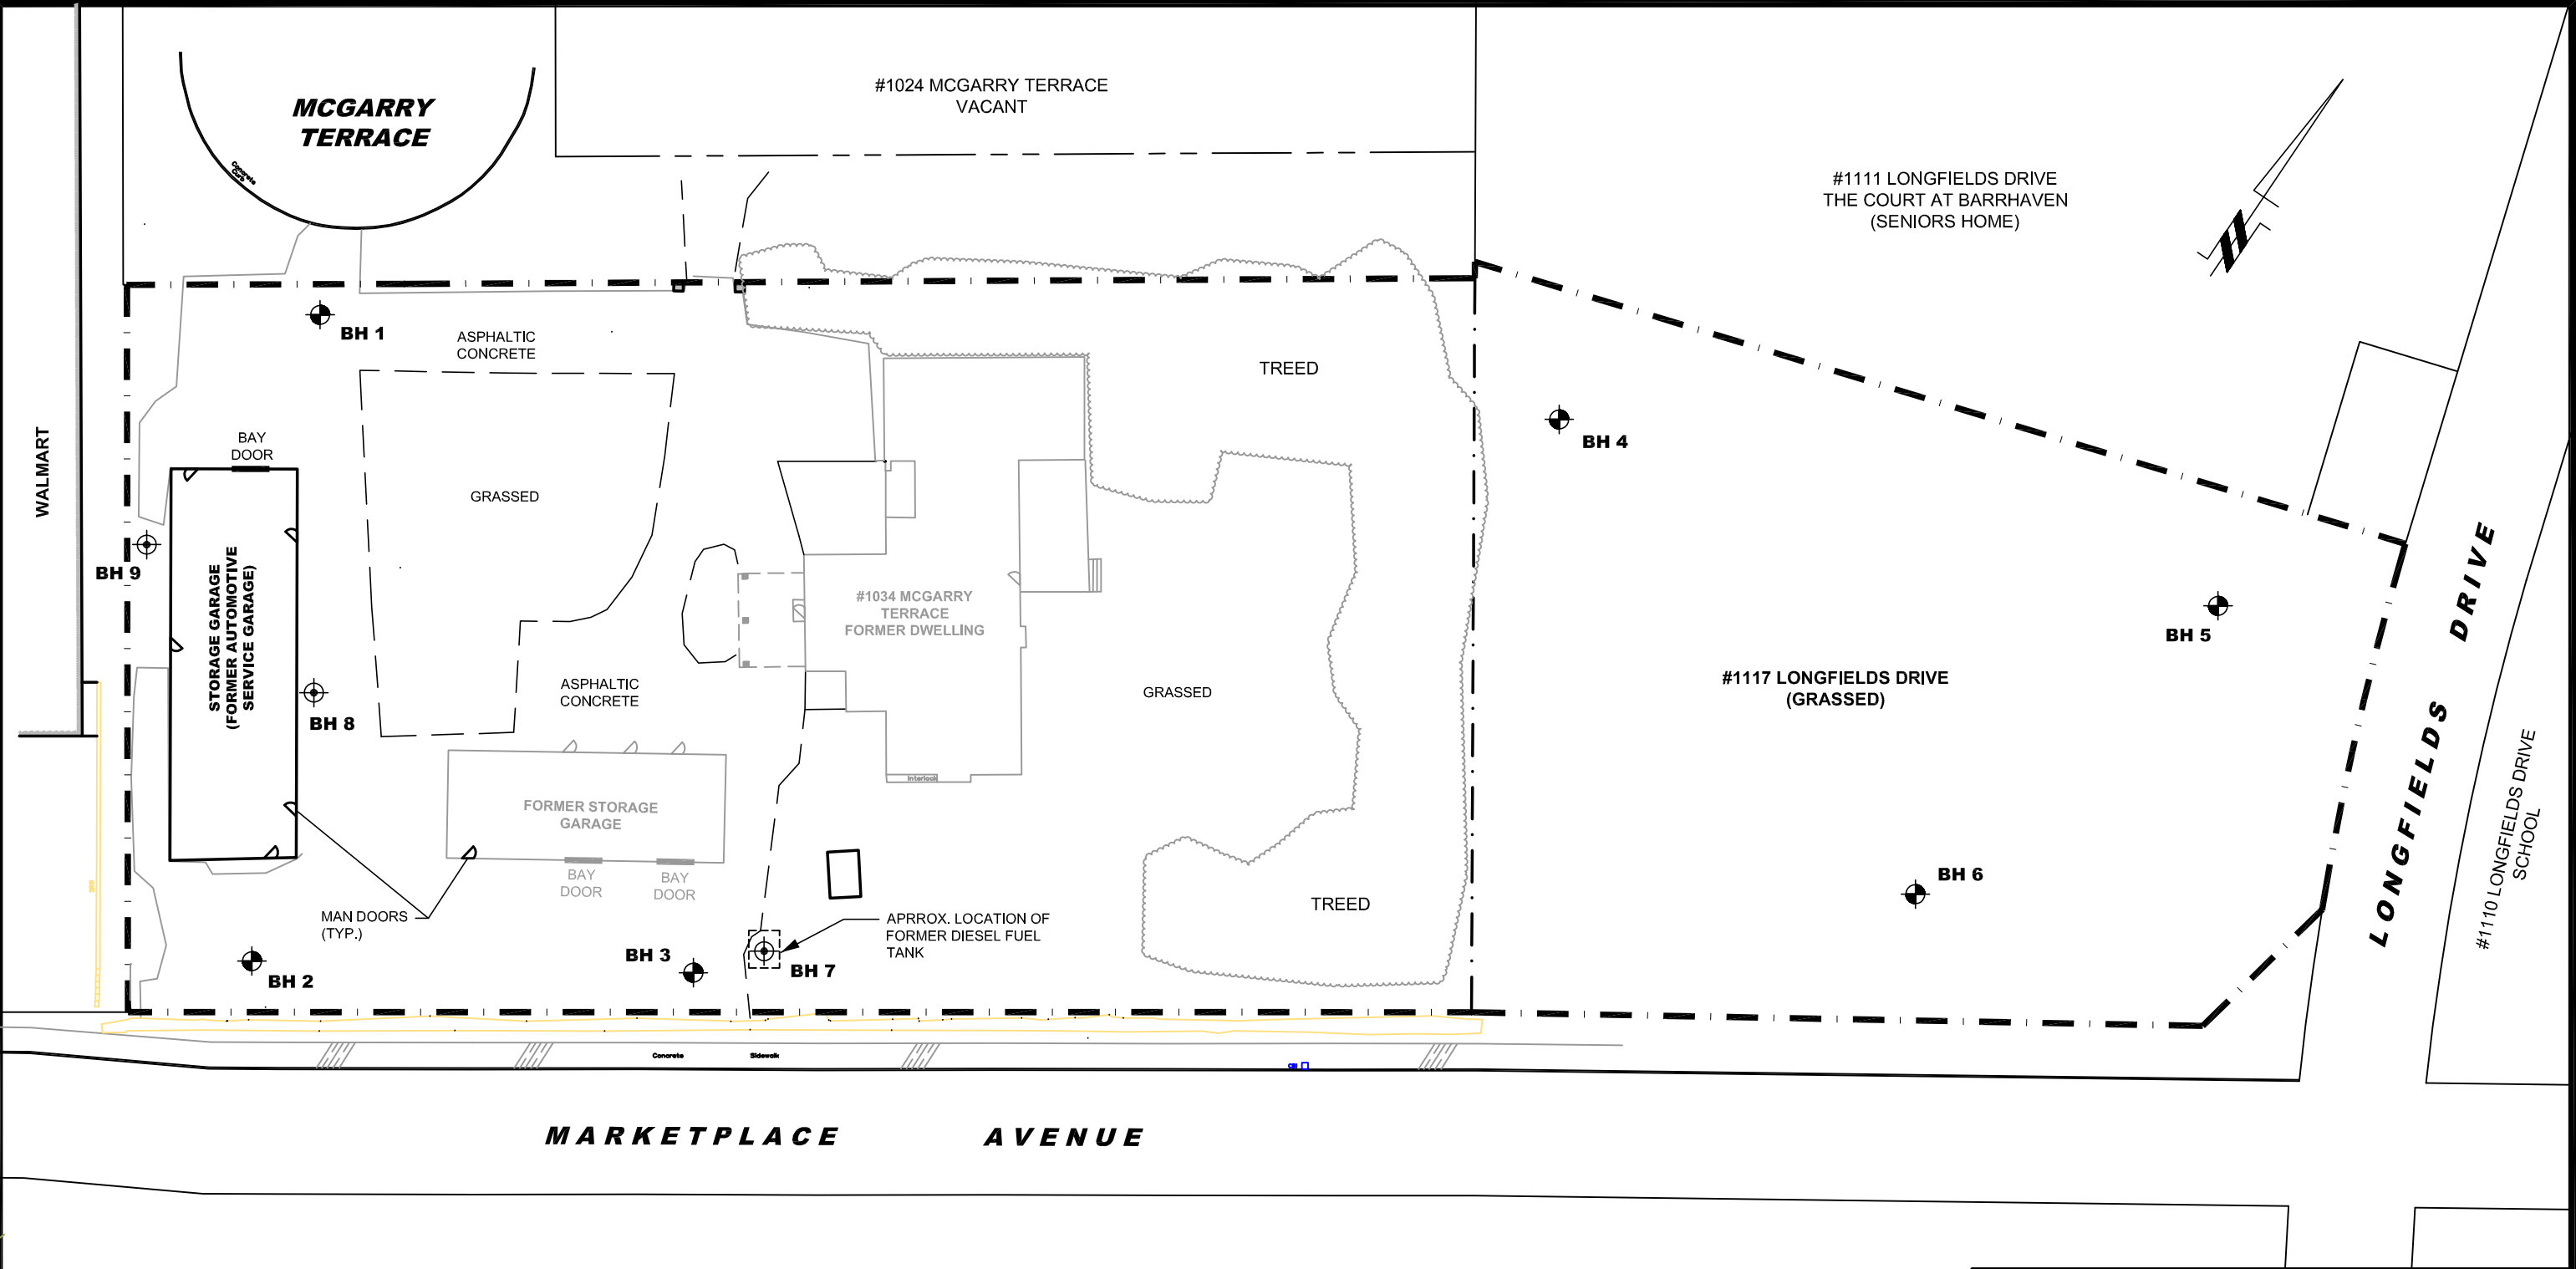 MCGARRY
TERRACE
Concrete
Curb
#1024 MCGARRY TERRACE
VACANT
#1111 LONGFIELDS DRIVE
THE COURT AT BARRHAVEN
(SENIORS HOME)
BH 1
ASPHALTIC
CONCRETE
TREED
BH 4
WALMART
BAY
DOOR
GRASSED
BH 9
STORAGE GARAGE
(FORMER AUTOMOTIVE
SERVICE GARAGE)
#1034 MCGARRY
TERRACE
FORMER DWELLING
BH 5
LONGFIELDS DRIVE
#1110 LONGFIELDS DRIVE
SCHOOL
BH 8
ASPHALTIC
CONCRETE
GRASSED
#1117 LONGFIELDS DRIVE
(GRASSED)
Interlock
FORMER STORAGE
GARAGE
BAY
DOOR
BAY
DOOR
MAN DOORS
(TYP.)
APRROX. LOCATION OF
FORMER DIESEL FUEL
TANK
TREED
BH 6
BH 2
BH 3
BH 7
Concrete Sidewalk
MARKETPLACE AVENUE